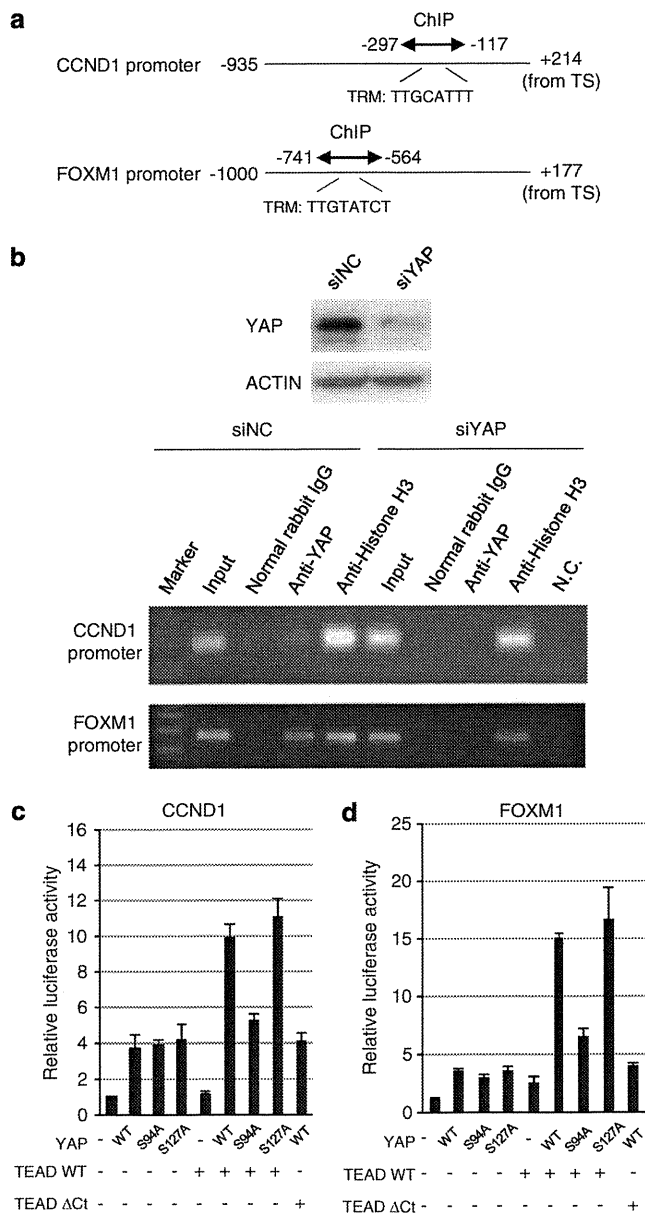 a
ChIP
-297 -117
CCND1 promoter -935 +214
(from TS)
TRM: TTGCATTT
ChIP
-741 -564
FOXM1 promoter -1000 +177
(from TS)
TRM: TTGTATCT
b
siNC siYAP
YAP
ACTIN
siNC siYAP
Marker Input Normal rabbit IgG Anti-YAP Anti-Histone H3 Input Normal rabbit IgG Anti-YAP Anti-Histone H3 N.C.
CCND1
promoter
FOXM1
promoter
c CCND1
Relative luciferase activity
16
14
12
10
8
6
4
2
0
YAP - WT S94A S127A - WT S94A S127A WT
TEAD WT - - - - + + + + -
TEAD ΔCt - - - - - - - - +
d FOXM1
Relative luciferase activity
25
20
15
10
5
0
YAP - WT S94A S127A - WT S94A S127A WT
TEAD WT - - - - + + + + -
TEAD ΔCt - - - - - - - - +